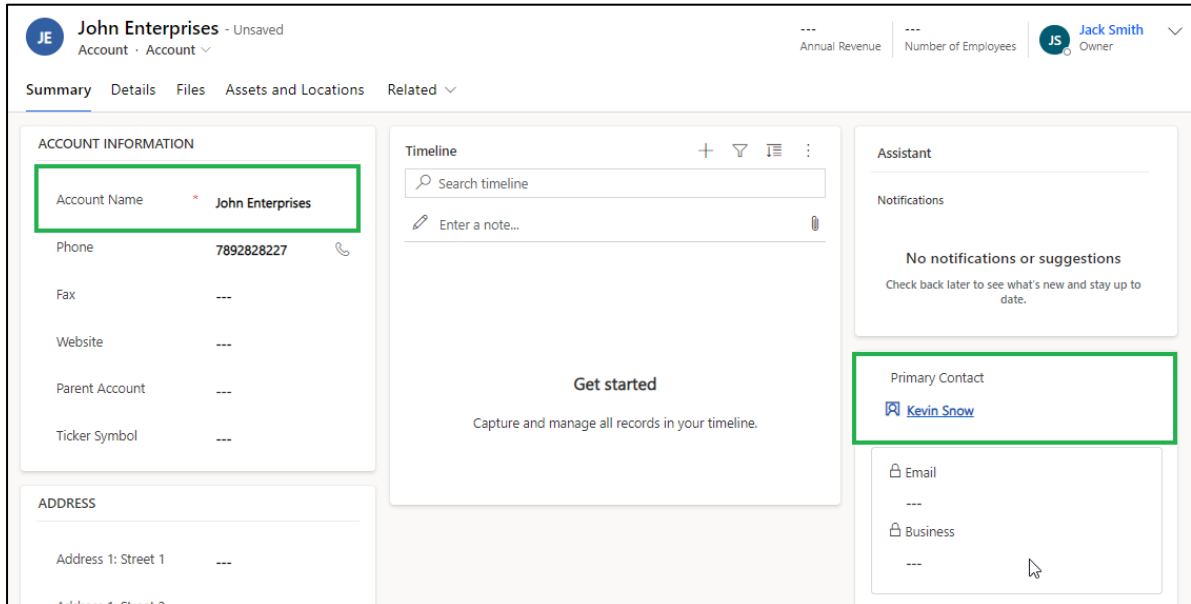 JE
John Enterprises - Unsaved
Account · Account
---
Annual Revenue
---
Number of Employees
JS
Jack Smith
Owner
Summary Details Files Assets and Locations Related
ACCOUNT INFORMATION
Account Name * John Enterprises
Phone 7892828227
Fax ---
Website ---
Parent Account ---
Ticker Symbol ---
ADDRESS
Address 1: Street 1 ---
Timeline
Search timeline
Enter a note...
Get started
Capture and manage all records in your timeline.
Assistant
Notifications
No notifications or suggestions
Check back later to see what's new and stay up to
date.
Primary Contact
Kevin Snow
Email
---
Business
---